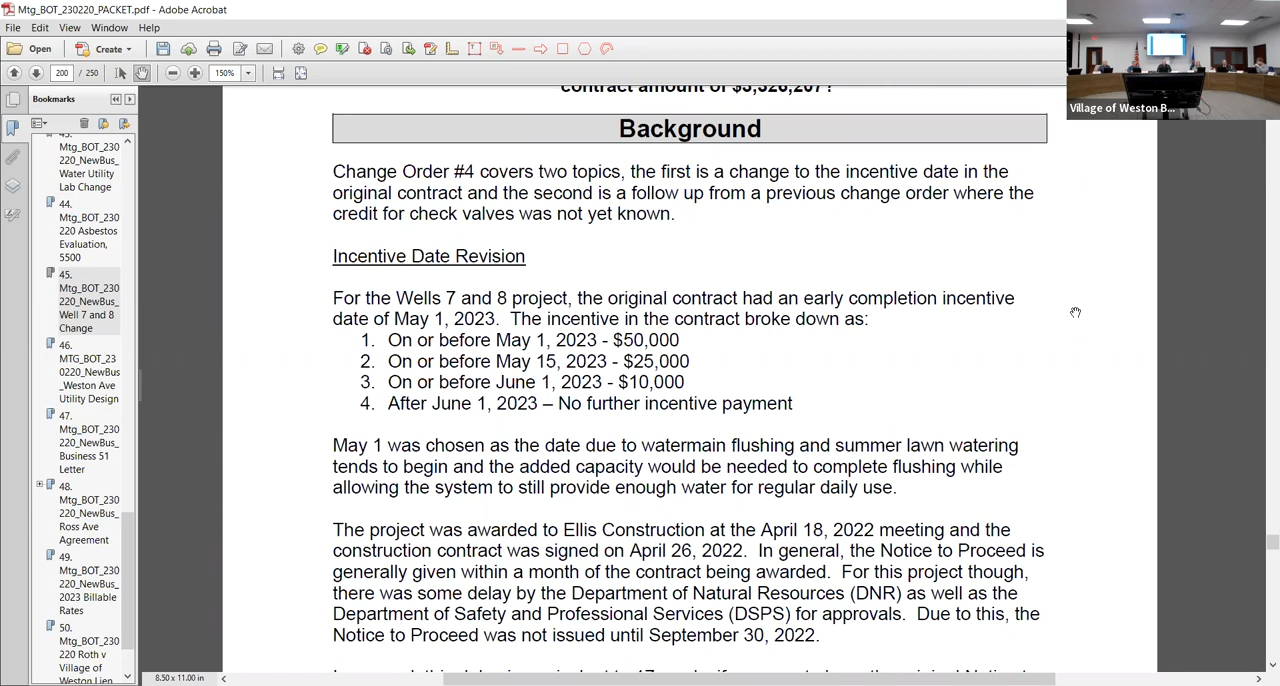 Mtg_BOT_230220_PACKET.pdf - Adobe Acrobat
File Edit View Window Help
Open Create
200 / 250 150%
Village of Weston B...
Bookmarks
45.
Mtg_BOT_230
220_NewBus_
Water Utility
Lab Change
44.
Mtg_BOT_230
220 Asbestos
Evaluation,
5500
45.
Mtg_BOT_230
220_NewBus_
Well 7 and 8
Change
46.
MTG_BOT_23
0220_NewBus
_Weston Ave
Utility Design
47.
Mtg_BOT_230
220_NewBus_
Business 51
Letter
48.
Mtg_BOT_230
220_NewBus_
Ross Ave
Agreement
49.
Mtg_BOT_230
220_NewBus_
2023 Billable
Rates
50.
Mtg_BOT_230
220 Roth v
Village of
Weston Lien
contract amount of $3,326,207?
Background
Change Order #4 covers two topics, the first is a change to the incentive date in the
original contract and the second is a follow up from a previous change order where the
credit for check valves was not yet known.
Incentive Date Revision
For the Wells 7 and 8 project, the original contract had an early completion incentive
date of May 1, 2023. The incentive in the contract broke down as:
1. On or before May 1, 2023 - $50,000
2. On or before May 15, 2023 - $25,000
3. On or before June 1, 2023 - $10,000
4. After June 1, 2023 – No further incentive payment
May 1 was chosen as the date due to watermain flushing and summer lawn watering
tends to begin and the added capacity would be needed to complete flushing while
allowing the system to still provide enough water for regular daily use.
The project was awarded to Ellis Construction at the April 18, 2022 meeting and the
construction contract was signed on April 26, 2022. In general, the Notice to Proceed is
generally given within a month of the contract being awarded. For this project though,
there was some delay by the Department of Natural Resources (DNR) as well as the
Department of Safety and Professional Services (DSPS) for approvals. Due to this, the
Notice to Proceed was not issued until September 30, 2022.
8.50 x 11.00 in